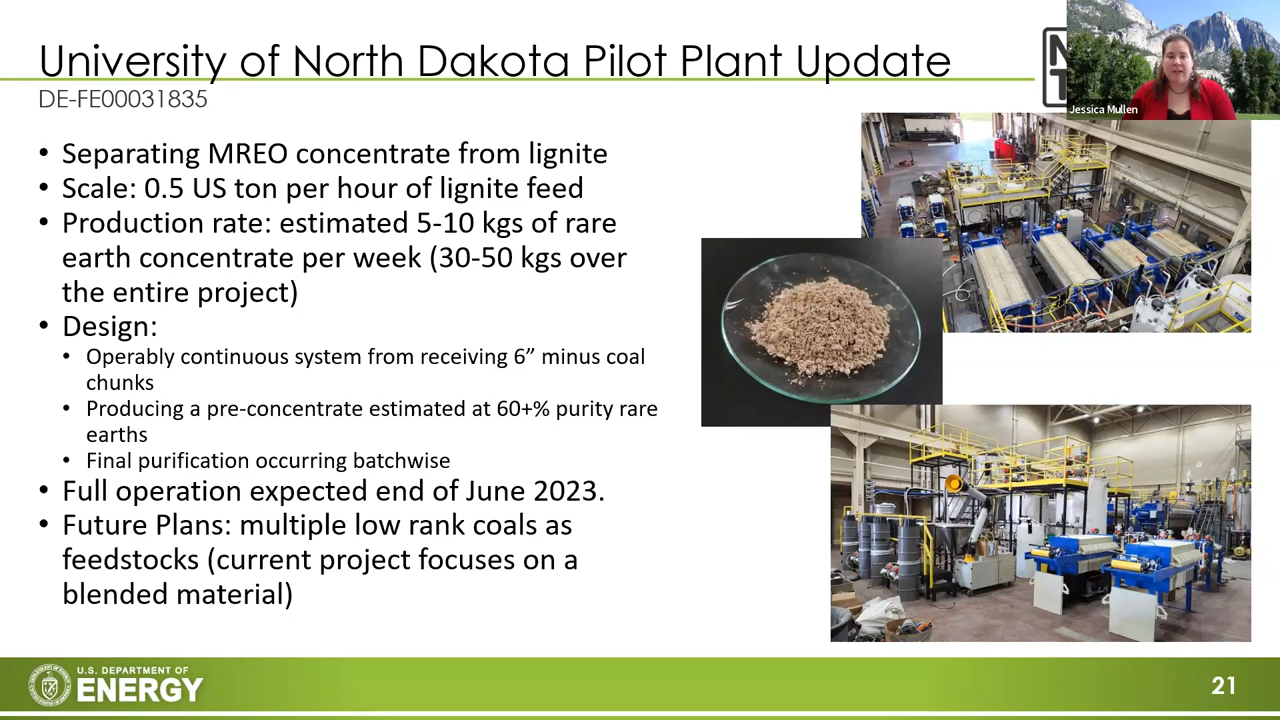 University of North Dakota Pilot Plant Update
DE-FE00031835
Jessica Mullen
• Separating MREO concentrate from lignite
• Scale: 0.5 US ton per hour of lignite feed
• Production rate: estimated 5-10 kgs of rare
earth concentrate per week (30-50 kgs over
the entire project)
• Design:
• Operably continuous system from receiving 6” minus coal
chunks
• Producing a pre-concentrate estimated at 60+% purity rare
earths
• Final purification occurring batchwise
• Full operation expected end of June 2023.
• Future Plans: multiple low rank coals as
feedstocks (current project focuses on a
blended material)
U.S. DEPARTMENT OF
ENERGY
21